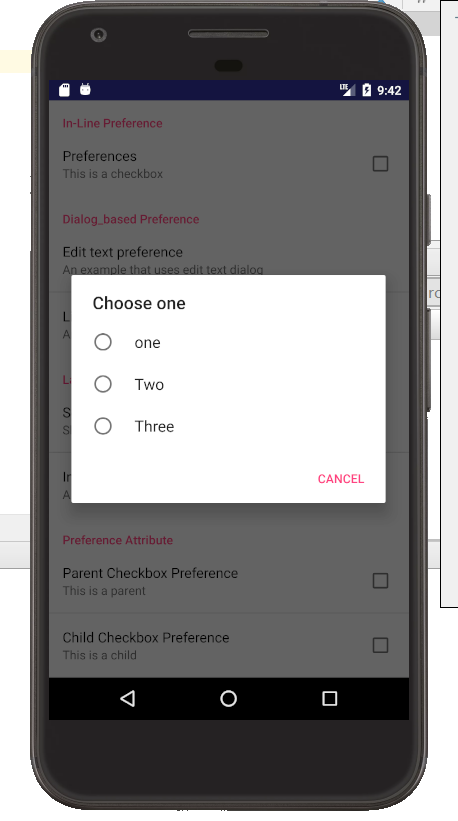 LTE 9:42
In-Line Preference
Preferences
This is a checkbox
Dialog_based Preference
Edit text preference
An example that uses edit text dialog
Choose one
one
Two
Three
CANCEL
Preference Attribute
Parent Checkbox Preference
This is a parent
Child Checkbox Preference
This is a child